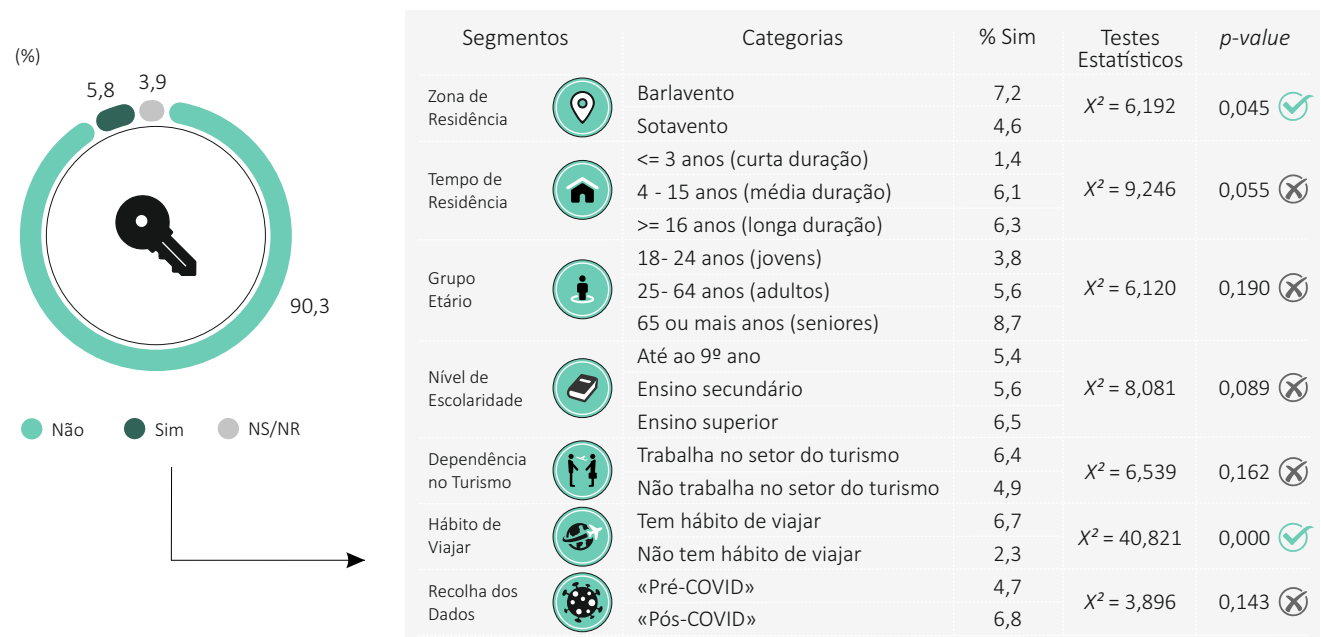 (%)
5,8
3,9
90,3
Não
Sim
NS/NR
Segmentos Categorias % Sim Testes Estatísticos p-value
Zona de Residência
Barlavento 7,2
Sotavento 4,6
X² = 6,192 0,045
Tempo de Residência
<= 3 anos (curta duração) 1,4
4 - 15 anos (média duração) 6,1
>= 16 anos (longa duração) 6,3
X² = 9,246 0,055
Grupo Etário
18- 24 anos (jovens) 3,8
25- 64 anos (adultos) 5,6
65 ou mais anos (seniores) 8,7
X² = 6,120 0,190
Nível de Escolaridade
Até ao 9º ano 5,4
Ensino secundário 5,6
Ensino superior 6,5
X² = 8,081 0,089
Dependência no Turismo
Trabalha no setor do turismo 6,4
Não trabalha no setor do turismo 4,9
X² = 6,539 0,162
Hábito de Viajar
Tem hábito de viajar 6,7
Não tem hábito de viajar 2,3
X² = 40,821 0,000
Recolha dos Dados
«Pré-COVID» 4,7
«Pós-COVID» 6,8
X² = 3,896 0,143